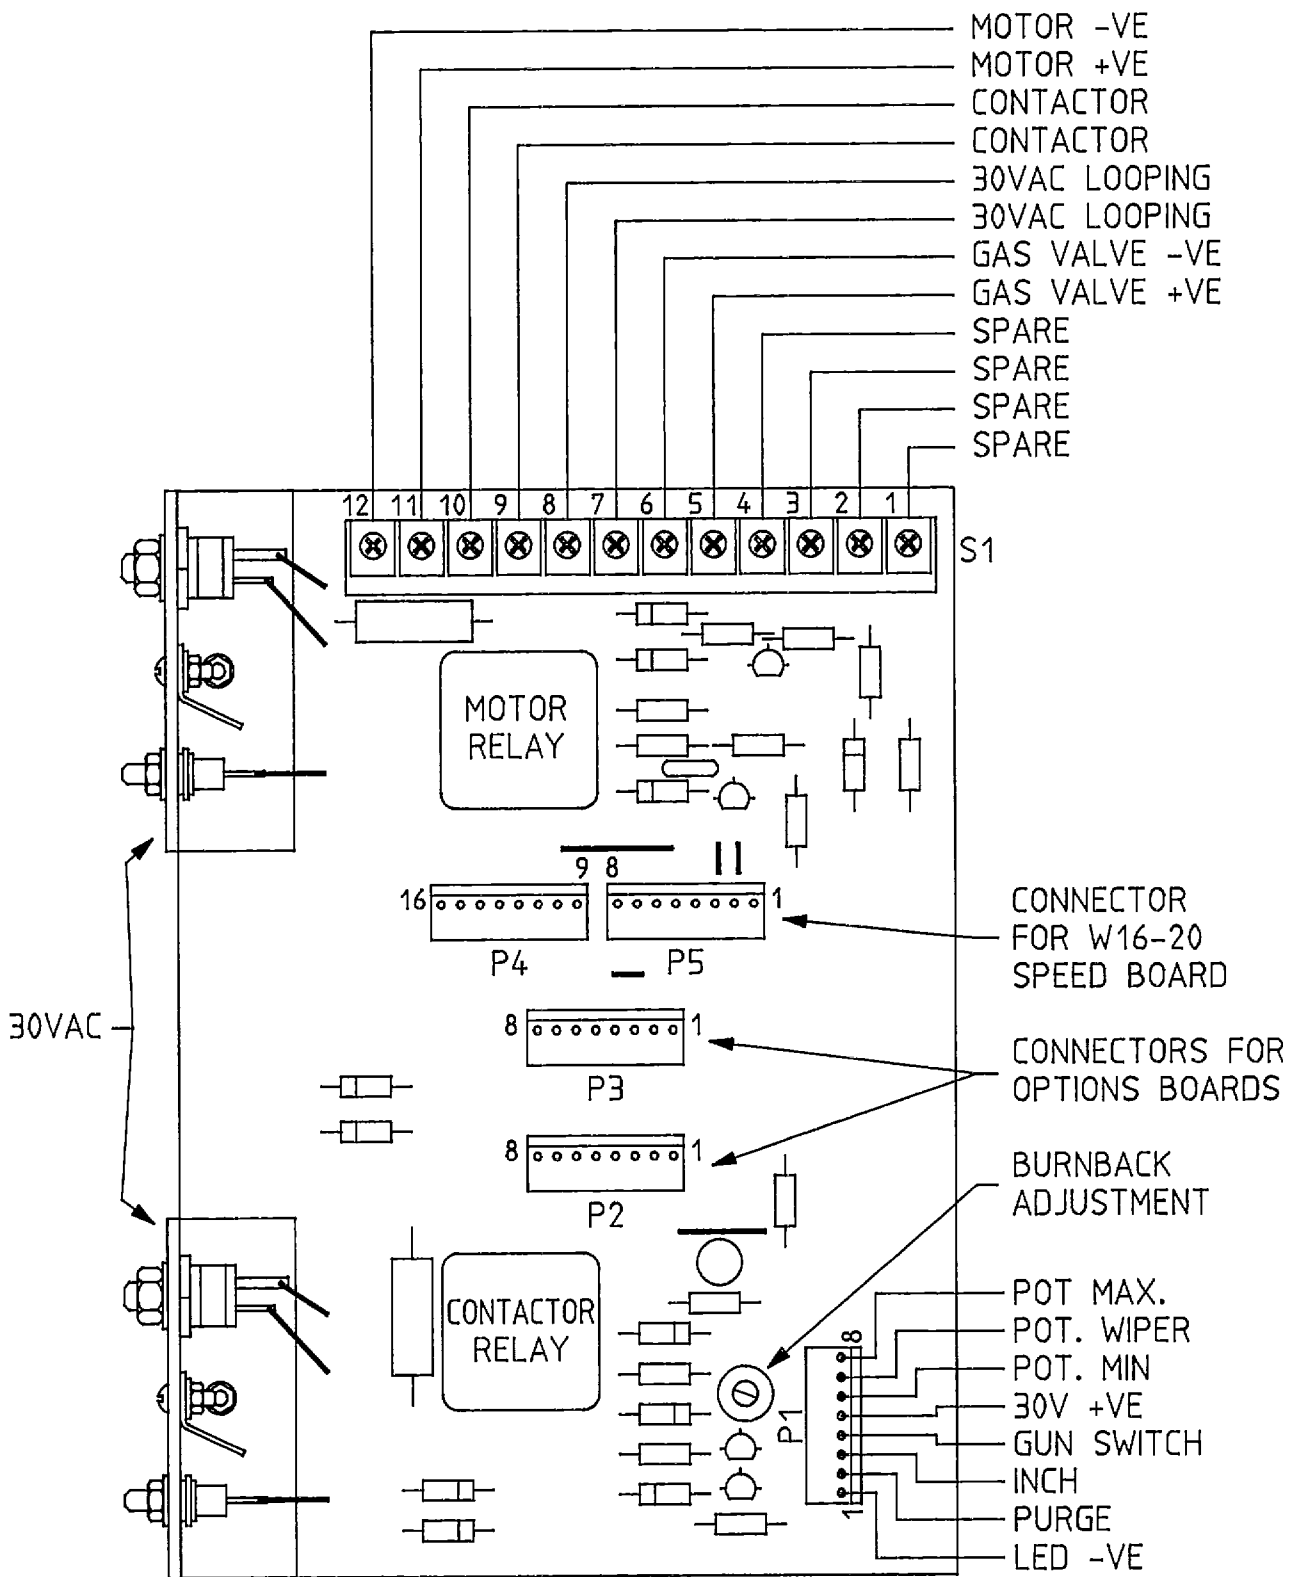 MOTOR -VE
MOTOR +VE
CONTACTOR
CONTACTOR
30VAC LOOPING
30VAC LOOPING
GAS VALVE -VE
GAS VALVE +VE
SPARE
SPARE
SPARE
SPARE
12 11 10 9 8 7 6 5 4 3 2 1
S1
MOTOR
RELAY
9 8
16 1
P4 P5
CONNECTOR
FOR W16-20
SPEED BOARD
30VAC
8 1
P3
CONNECTORS FOR
OPTIONS BOARDS
8 1
P2
BURNBACK
ADJUSTMENT
CONTACTOR
RELAY
8
P1
1
POT MAX.
POT. WIPER
POT. MIN
30V +VE
GUN SWITCH
INCH
PURGE
LED -VE